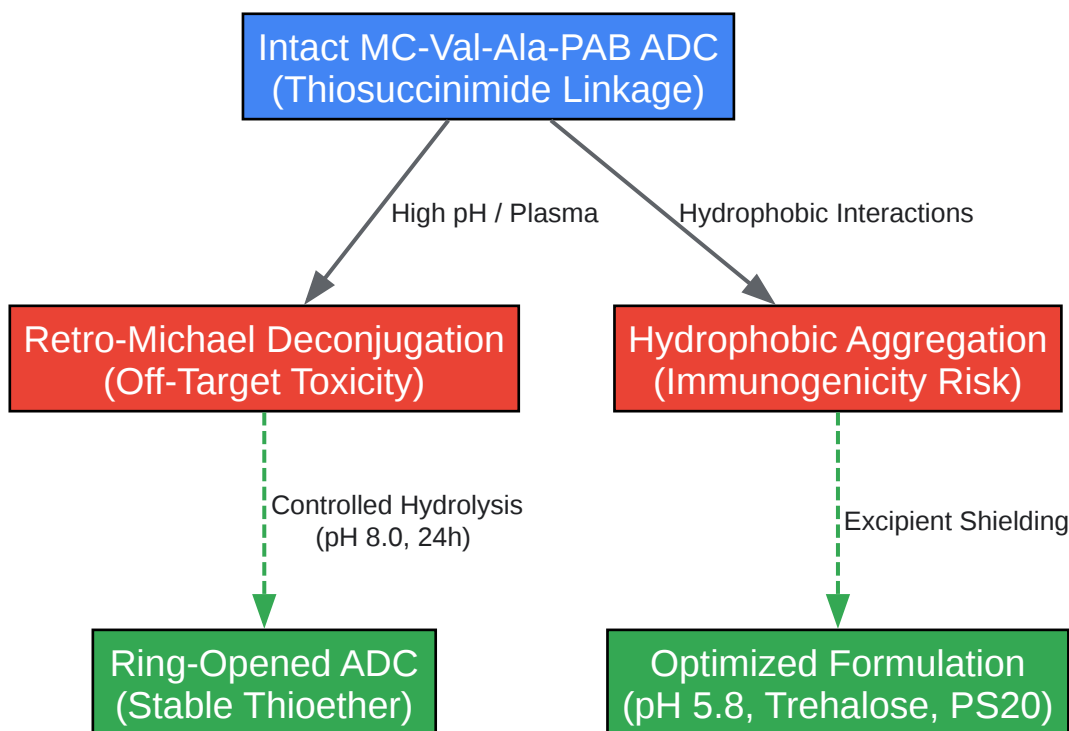 Intact MC-Val-Ala-PAB ADC
(Thiosuccinimide Linkage)
High pH / Plasma
Hydrophobic Interactions
Retro-Michael Deconjugation
(Off-Target Toxicity)
Hydrophobic Aggregation
(Immunogenicity Risk)
Controlled Hydrolysis
(pH 8.0, 24h)
Excipient Shielding
Ring-Opened ADC
(Stable Thioether)
Optimized Formulation
(pH 5.8, Trehalose, PS20)